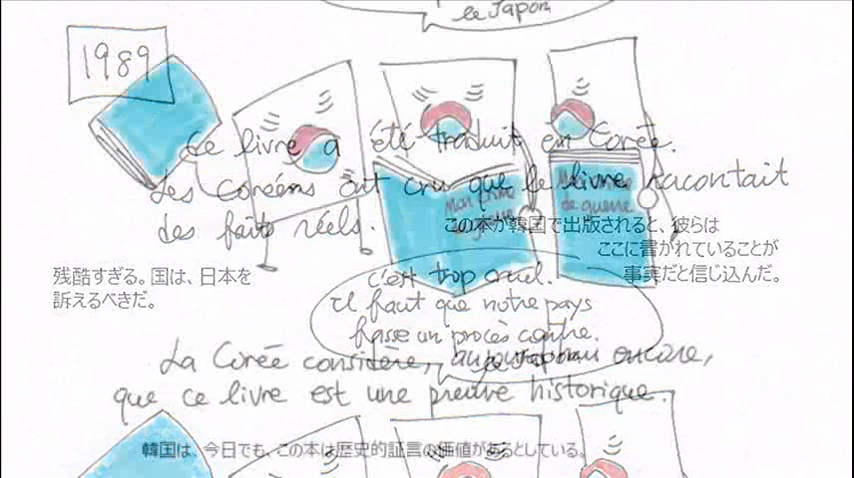 le Japon
1989
Le livre a été traduit en Corée.
Les Coréens ont cru que le livre racontait
des faits réels.
Mon livre
de guerre
この本が韓国で出版されると、彼らは
ここに書かれていることが
事実だと信じ込んだ。
残酷すぎる。国は、日本を
訴えるべきだ。
c'est trop cruel.
Il faut que notre pays
fasse un procès contre
le Japon
La Corée considère, aujourd'hui encore,
que ce livre est une preuve historique.
韓国は、今日でも、この本は歴史的証言の価値があるとしている。